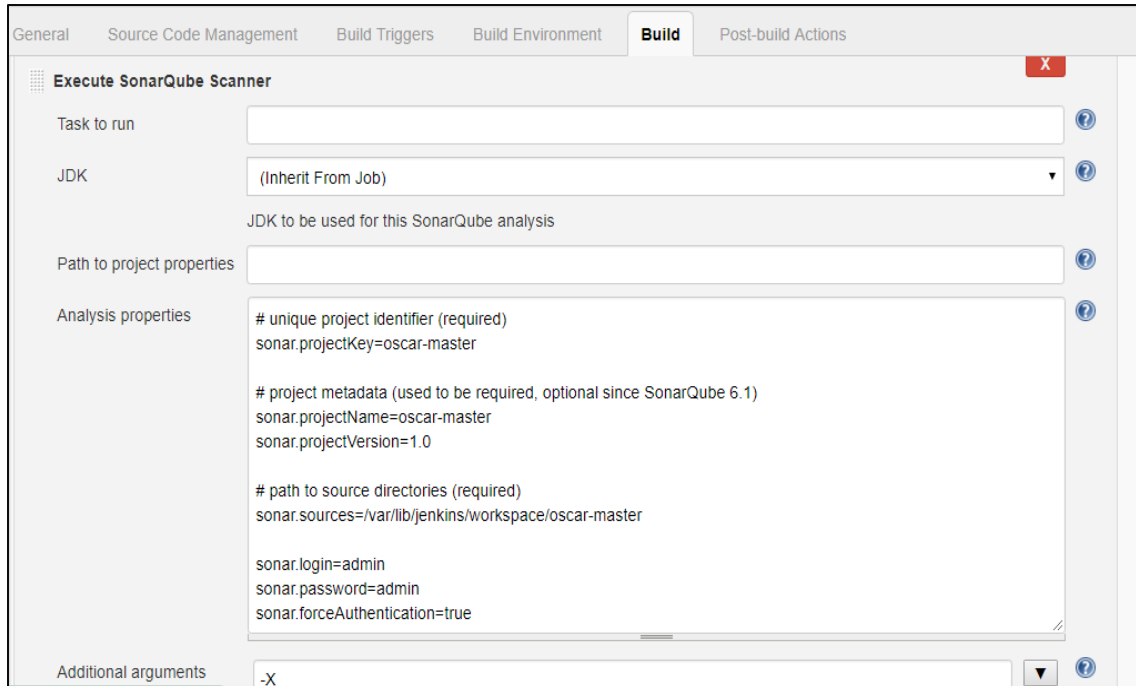 General Source Code Management Build Triggers Build Environment Build Post-build Actions
X
Execute SonarQube Scanner
Task to run
JDK (Inherit From Job)
JDK to be used for this SonarQube analysis
Path to project properties
Analysis properties
# unique project identifier (required)
sonar.projectKey=oscar-master
# project metadata (used to be required, optional since SonarQube 6.1)
sonar.projectName=oscar-master
sonar.projectVersion=1.0
# path to source directories (required)
sonar.sources=/var/lib/jenkins/workspace/oscar-master
sonar.login=admin
sonar.password=admin
sonar.forceAuthentication=true
Additional arguments -X